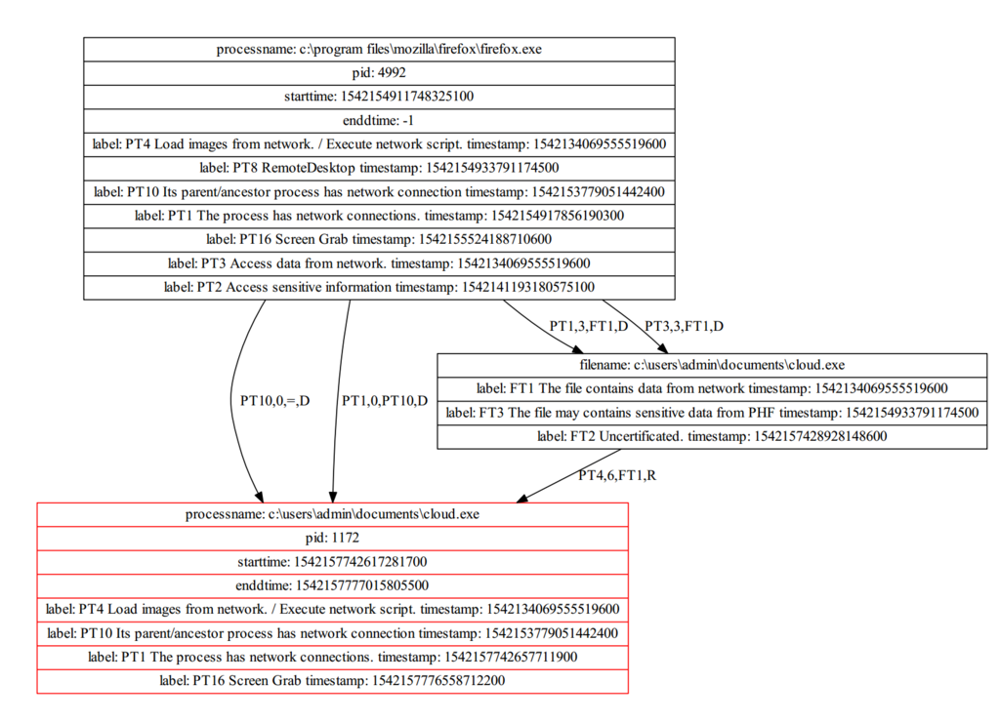 processname: c:\program files\mozilla\firefox\firefox.exe
pid: 4992
starttime: 1542154911748325100
enddtime: -1
label: PT4 Load images from network. / Execute network script. timestamp: 1542134069555519600
label: PT8 RemoteDesktop timestamp: 1542154933791174500
label: PT10 Its parent/ancestor process has network connection timestamp: 1542153779051442400
label: PT1 The process has network connections. timestamp: 1542154917856190300
label: PT16 Screen Grab timestamp: 1542155524188710600
label: PT3 Access data from network. timestamp: 1542134069555519600
label: PT2 Access sensitive information timestamp: 1542141193180575100
PT1,3,FT1,D
PT3,3,FT1,D
filename: c:\users\admin\documents\cloud.exe
label: FT1 The file contains data from network timestamp: 1542134069555519600
label: FT3 The file may contains sensitive data from PHF timestamp: 1542154933791174500
label: FT2 Uncertificated. timestamp: 1542157428928148600
PT10,0,=,D
PT1,0,PT10,D
PT4,6,FT1,R
processname: c:\users\admin\documents\cloud.exe
pid: 1172
starttime: 1542157742617281700
enddtime: 1542157777015805500
label: PT4 Load images from network. / Execute network script. timestamp: 1542134069555519600
label: PT10 Its parent/ancestor process has network connection timestamp: 1542153779051442400
label: PT1 The process has network connections. timestamp: 1542157742657711900
label: PT16 Screen Grab timestamp: 1542157776558712200